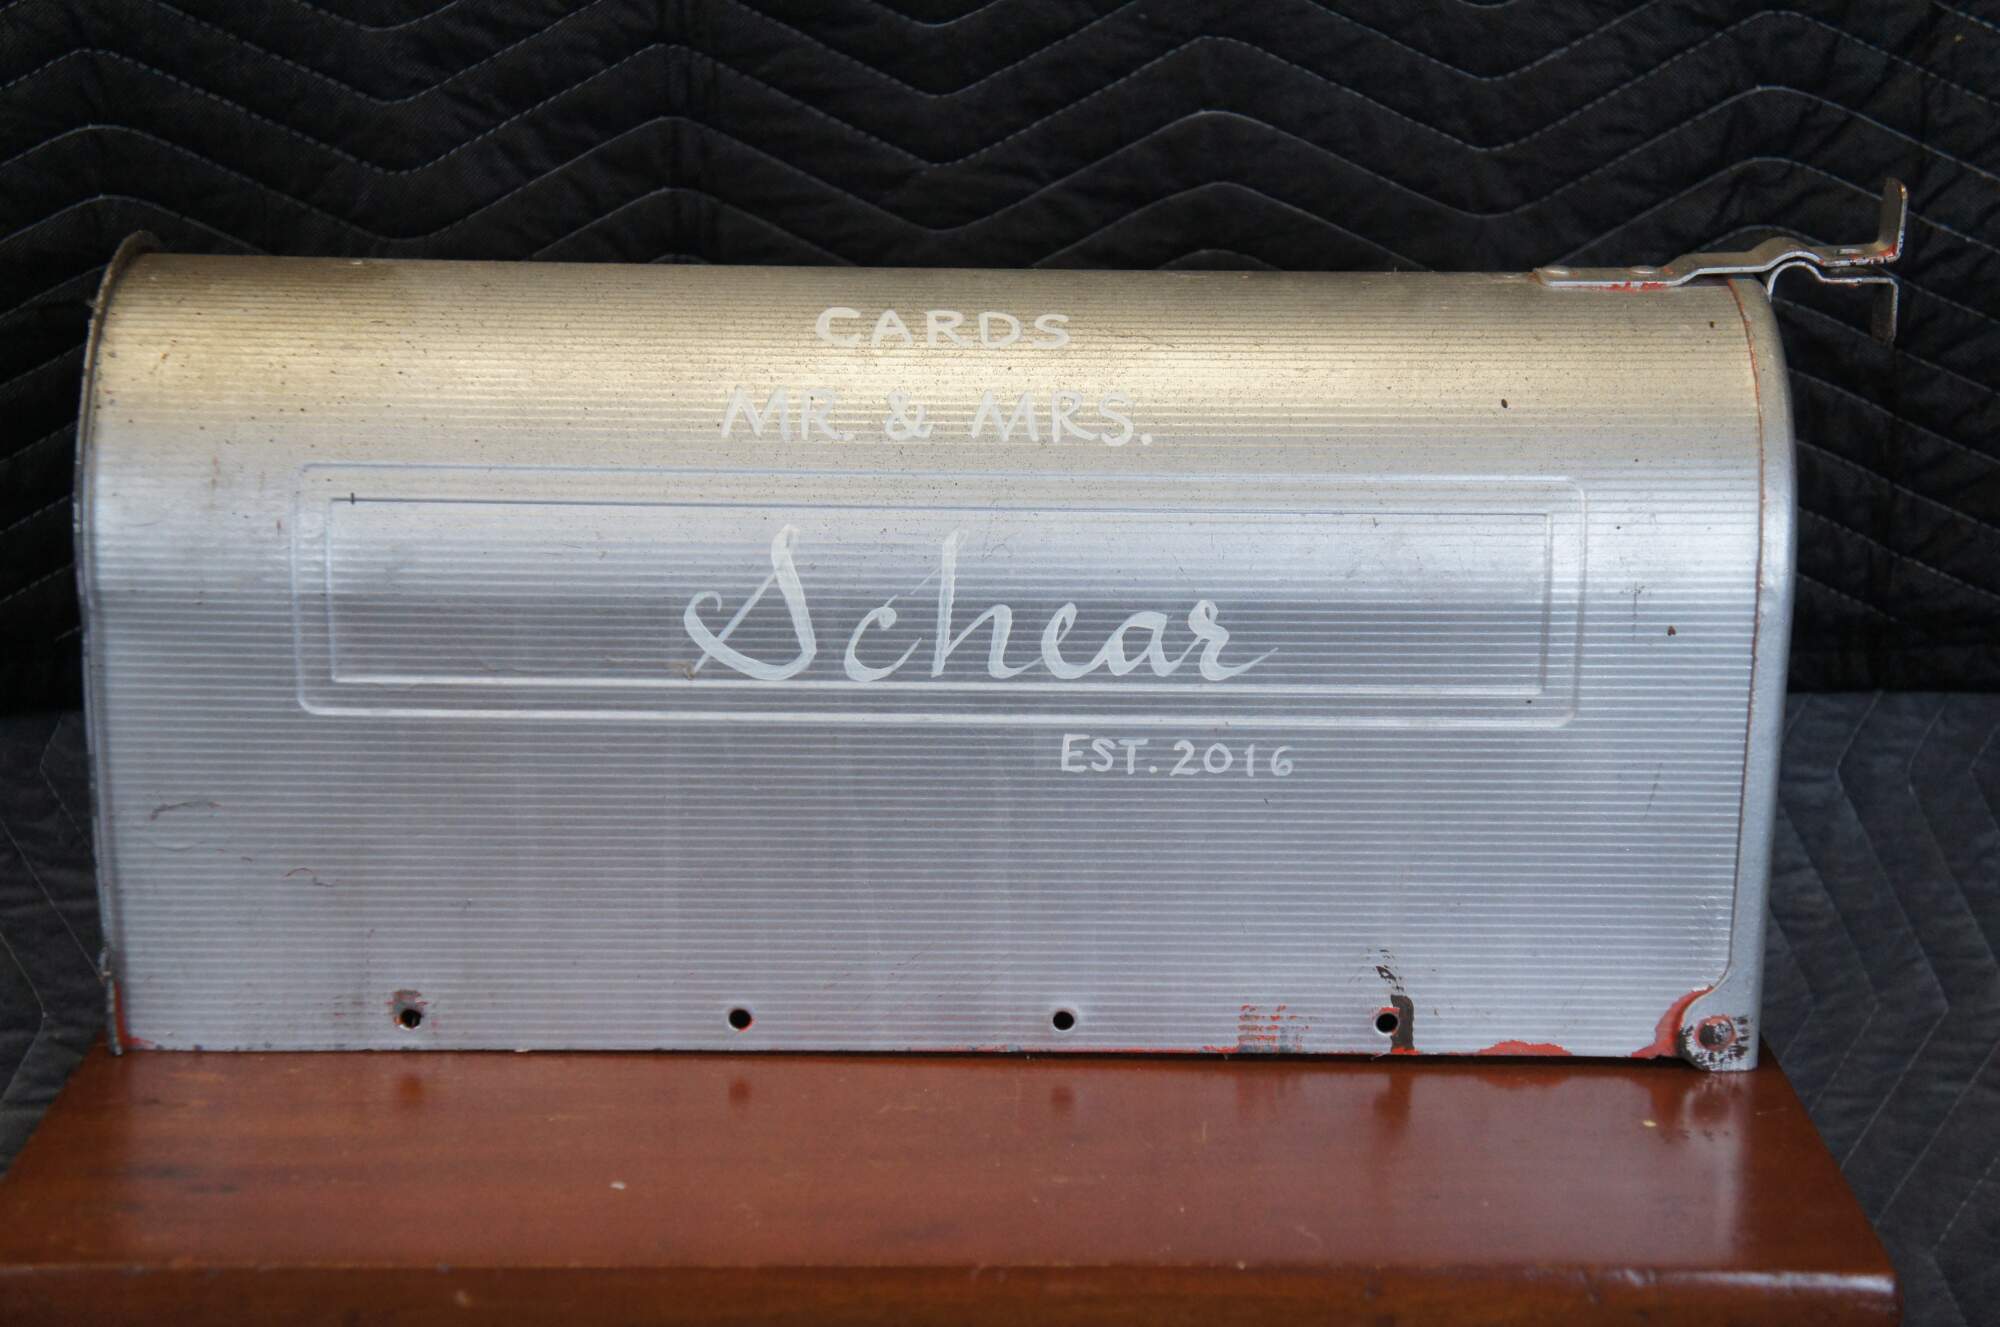 CARDS
MR. & MRS.
Schear
EST. 2016